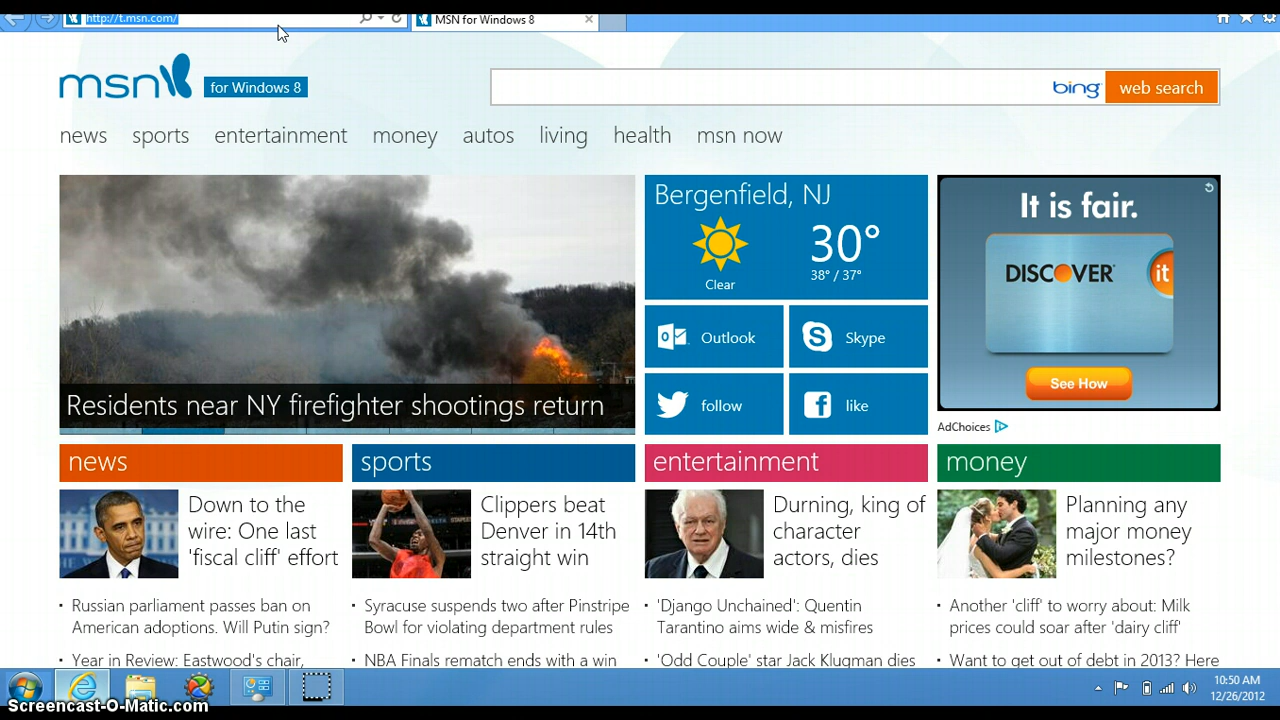 http://t.msn.com/
MSN for Windows 8
msn for Windows 8
bing web search
news sports entertainment money autos living health msn now
Residents near NY firefighter shootings return
Bergenfield, NJ
30°
38° / 37°
Clear
Outlook
Skype
follow
like
It is fair.
DISCOVER it
See How
AdChoices
news
Down to the
wire: One last
'fiscal cliff' effort
Russian parliament passes ban on
American adoptions. Will Putin sign?
Year in Review: Eastwood's chair,
sports
Clippers beat
Denver in 14th
straight win
Syracuse suspends two after Pinstripe
Bowl for violating department rules
NBA Finals rematch ends with a win
entertainment
Durning, king of
character
actors, dies
'Django Unchained': Quentin
Tarantino aims wide & misfires
'Odd Couple' star Jack Klugman dies
money
Planning any
major money
milestones?
Another 'cliff' to worry about: Milk
prices could soar after 'dairy cliff'
Want to get out of debt in 2013? Here
10:50 AM
12/26/2012
Screencast-O-Matic.com